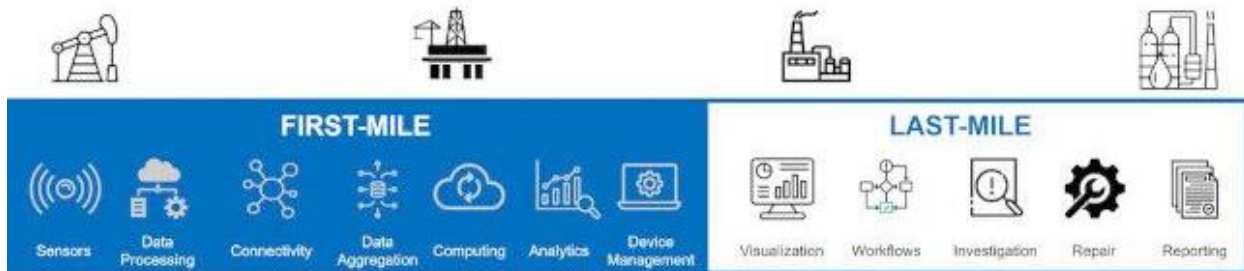 FIRST-MILE
LAST-MILE
Sensors
Data
Processing
Connectivity
Data
Aggregation
Computing
Analytics
Device
Management
Visualization
Workflows
Investigation
Repair
Reporting